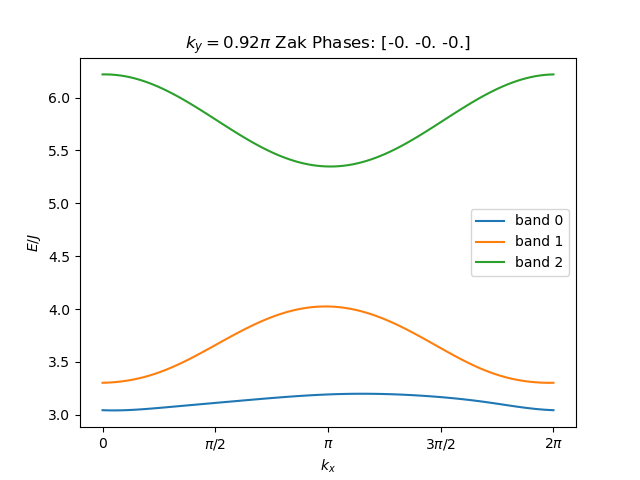 k_y = 0.92π Zak Phases: [-0. -0. -0.]
6.0
5.5
5.0
4.5
4.0
3.5
3.0
E/J
band 0
band 1
band 2
0 π/2 π 3π/2 2π
k_x